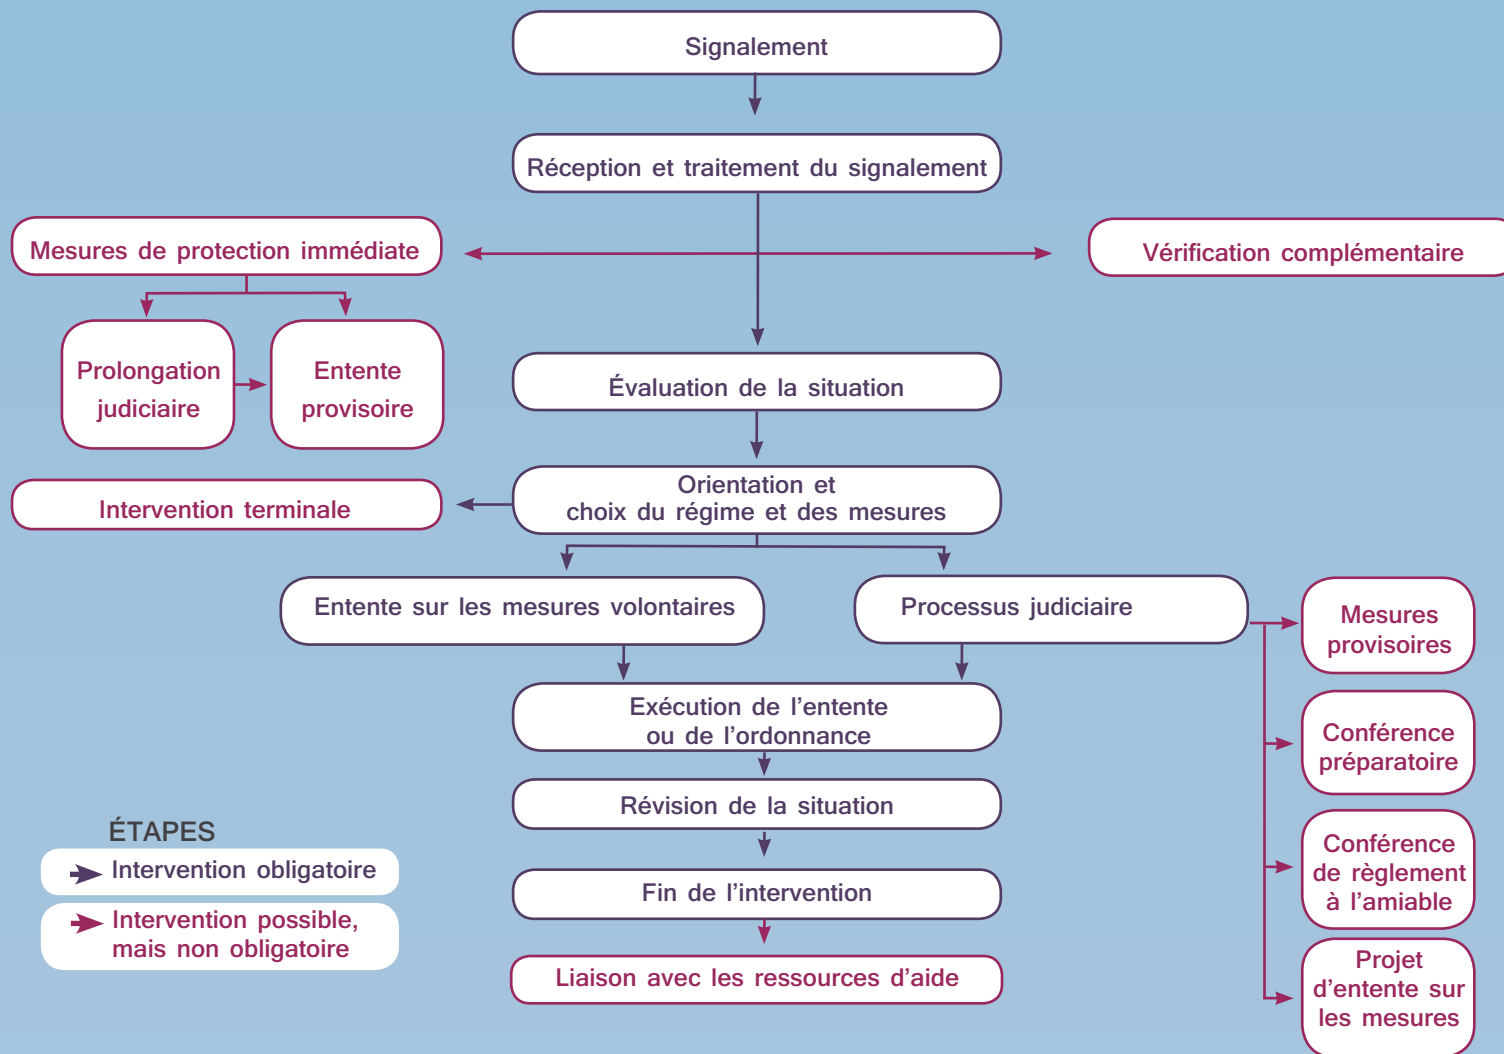 Signalement
Réception et traitement du signalement
Mesures de protection immédiate
Vérification complémentaire
Prolongation
judiciaire
Entente
provisoire
Évaluation de la situation
Orientation et
choix du régime et des mesures
Intervention terminale
Entente sur les mesures volontaires
Processus judiciaire
Mesures
provisoires
Conférence
préparatoire
Conférence
de règlement
à l’amiable
Projet
d’entente sur
les mesures
Exécution de l’entente
ou de l’ordonnance
Révision de la situation
Fin de l’intervention
Liaison avec les ressources d’aide
ÉTAPES
Intervention obligatoire
Intervention possible,
mais non obligatoire